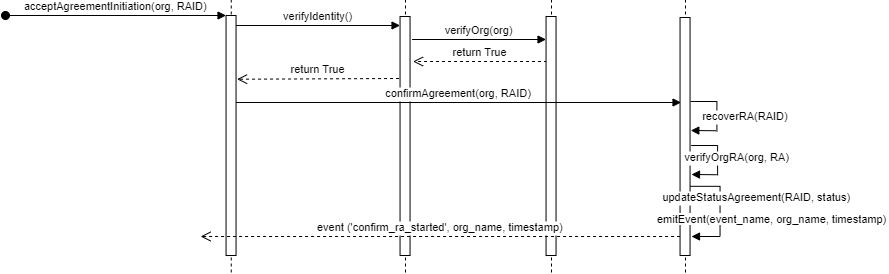 acceptAgreementInitiation(org, RAID)
verifyIdentity()
verifyOrg(org)
return True
return True
confirmAgreement(org, RAID)
recoverRA(RAID)
verifyOrgRA(org, RA)
updateStatusAgreement(RAID, status)
emitEvent(event_name, org_name, timestamp)
event ('confirm_ra_started', org_name, timestamp)